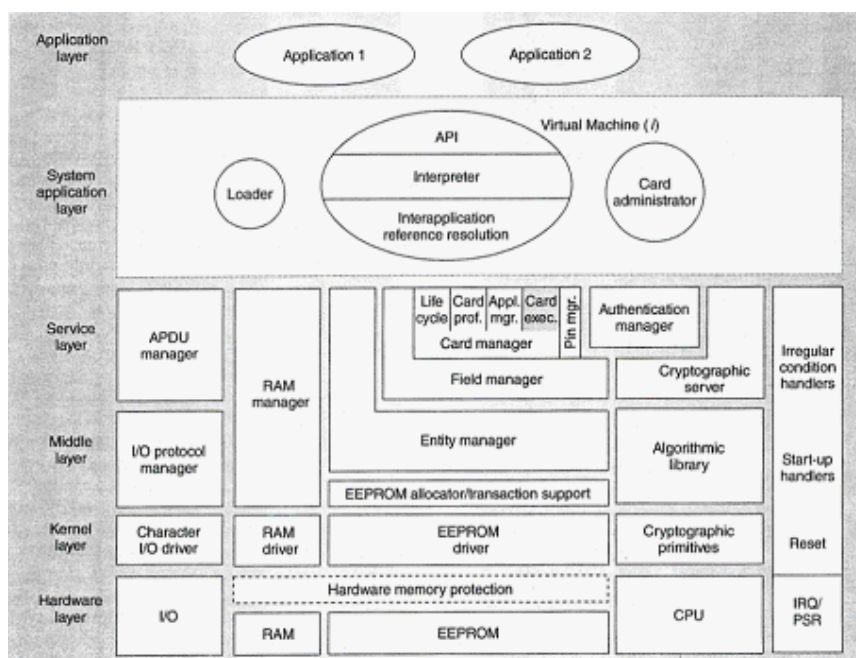 Application
layer
Application 1
Application 2
System
application
layer
Virtual Machine (i)
Loader
API
Interpreter
Interapplication
reference resolution
Card
administrator
Service
layer
APDU
manager
RAM
manager
Life
cycle
Card
prof.
Appl.
mgr.
Card
exec.
Pin mgr.
Card manager
Field manager
Authentication
manager
Cryptographic
server
Irregular
condition
handlers
Middle
layer
I/O protocol
manager
Entity manager
EEPROM allocator/transaction support
Algorithmic
library
Start-up
handlers
Kernel
layer
Character
I/O driver
RAM
driver
EEPROM
driver
Cryptographic
primitives
Reset
Hardware
layer
I/O
Hardware memory protection
RAM
EEPROM
CPU
IRQ/
PSR